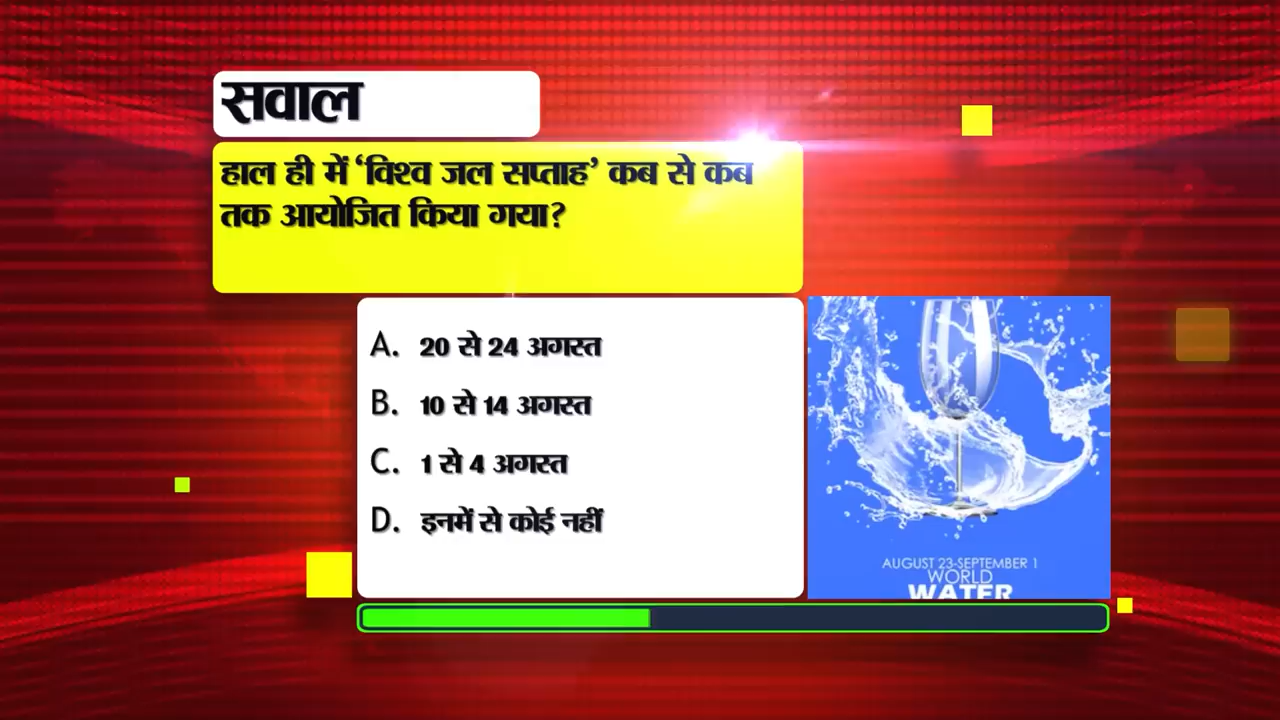 सवाल
हाल ही में ‘विश्व जल सप्ताह’ कब से कब
तक आयोजित किया गया?
A. 20 से 24 अगस्त
B. 10 से 14 अगस्त
C. 1 से 4 अगस्त
D. इनमें से कोई नहीं
AUGUST 23-SEPTEMBER 1
WORLD
WATER